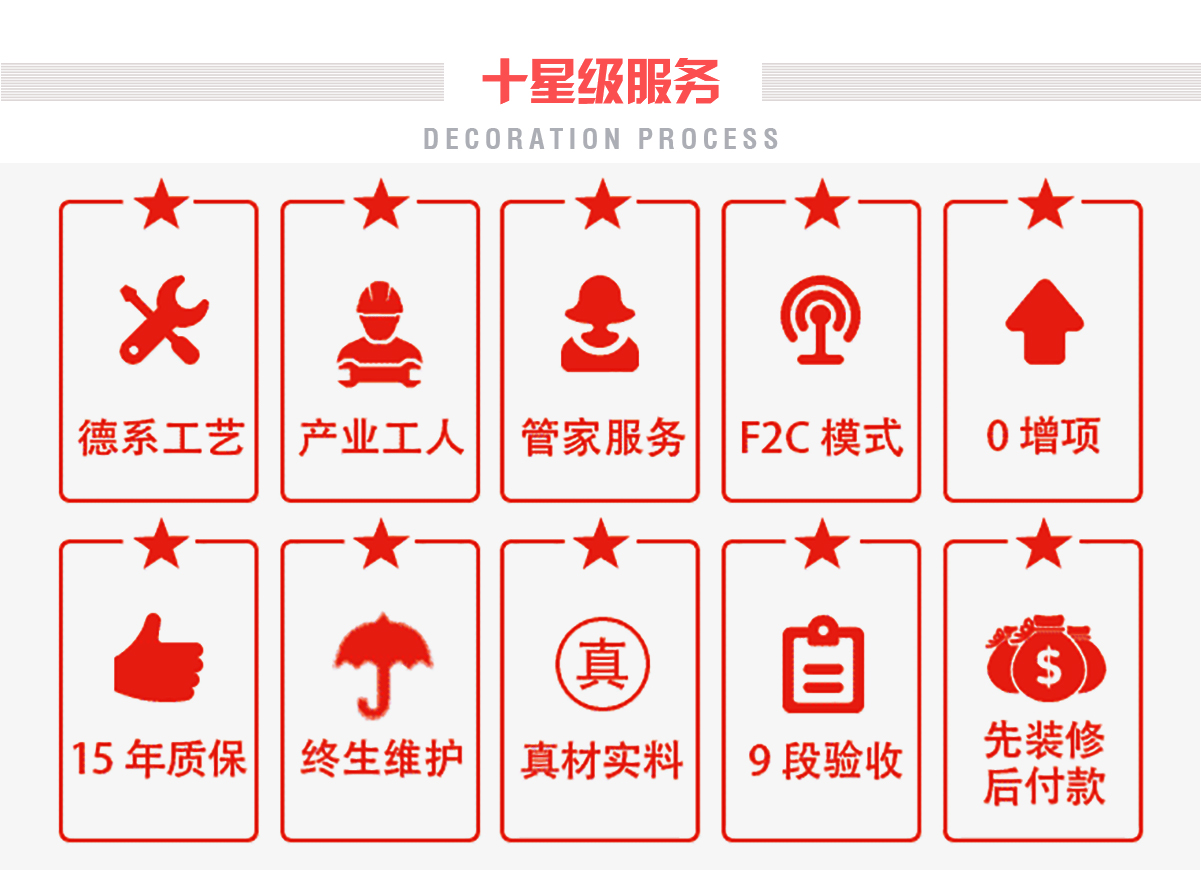 十星级服务
DECORATION PROCESS
德系工艺
产业工人
管家服务
F2C 模式
0 增项
15 年质保
终生维护
真
真材实料
9 段验收
$
先装修
后付款